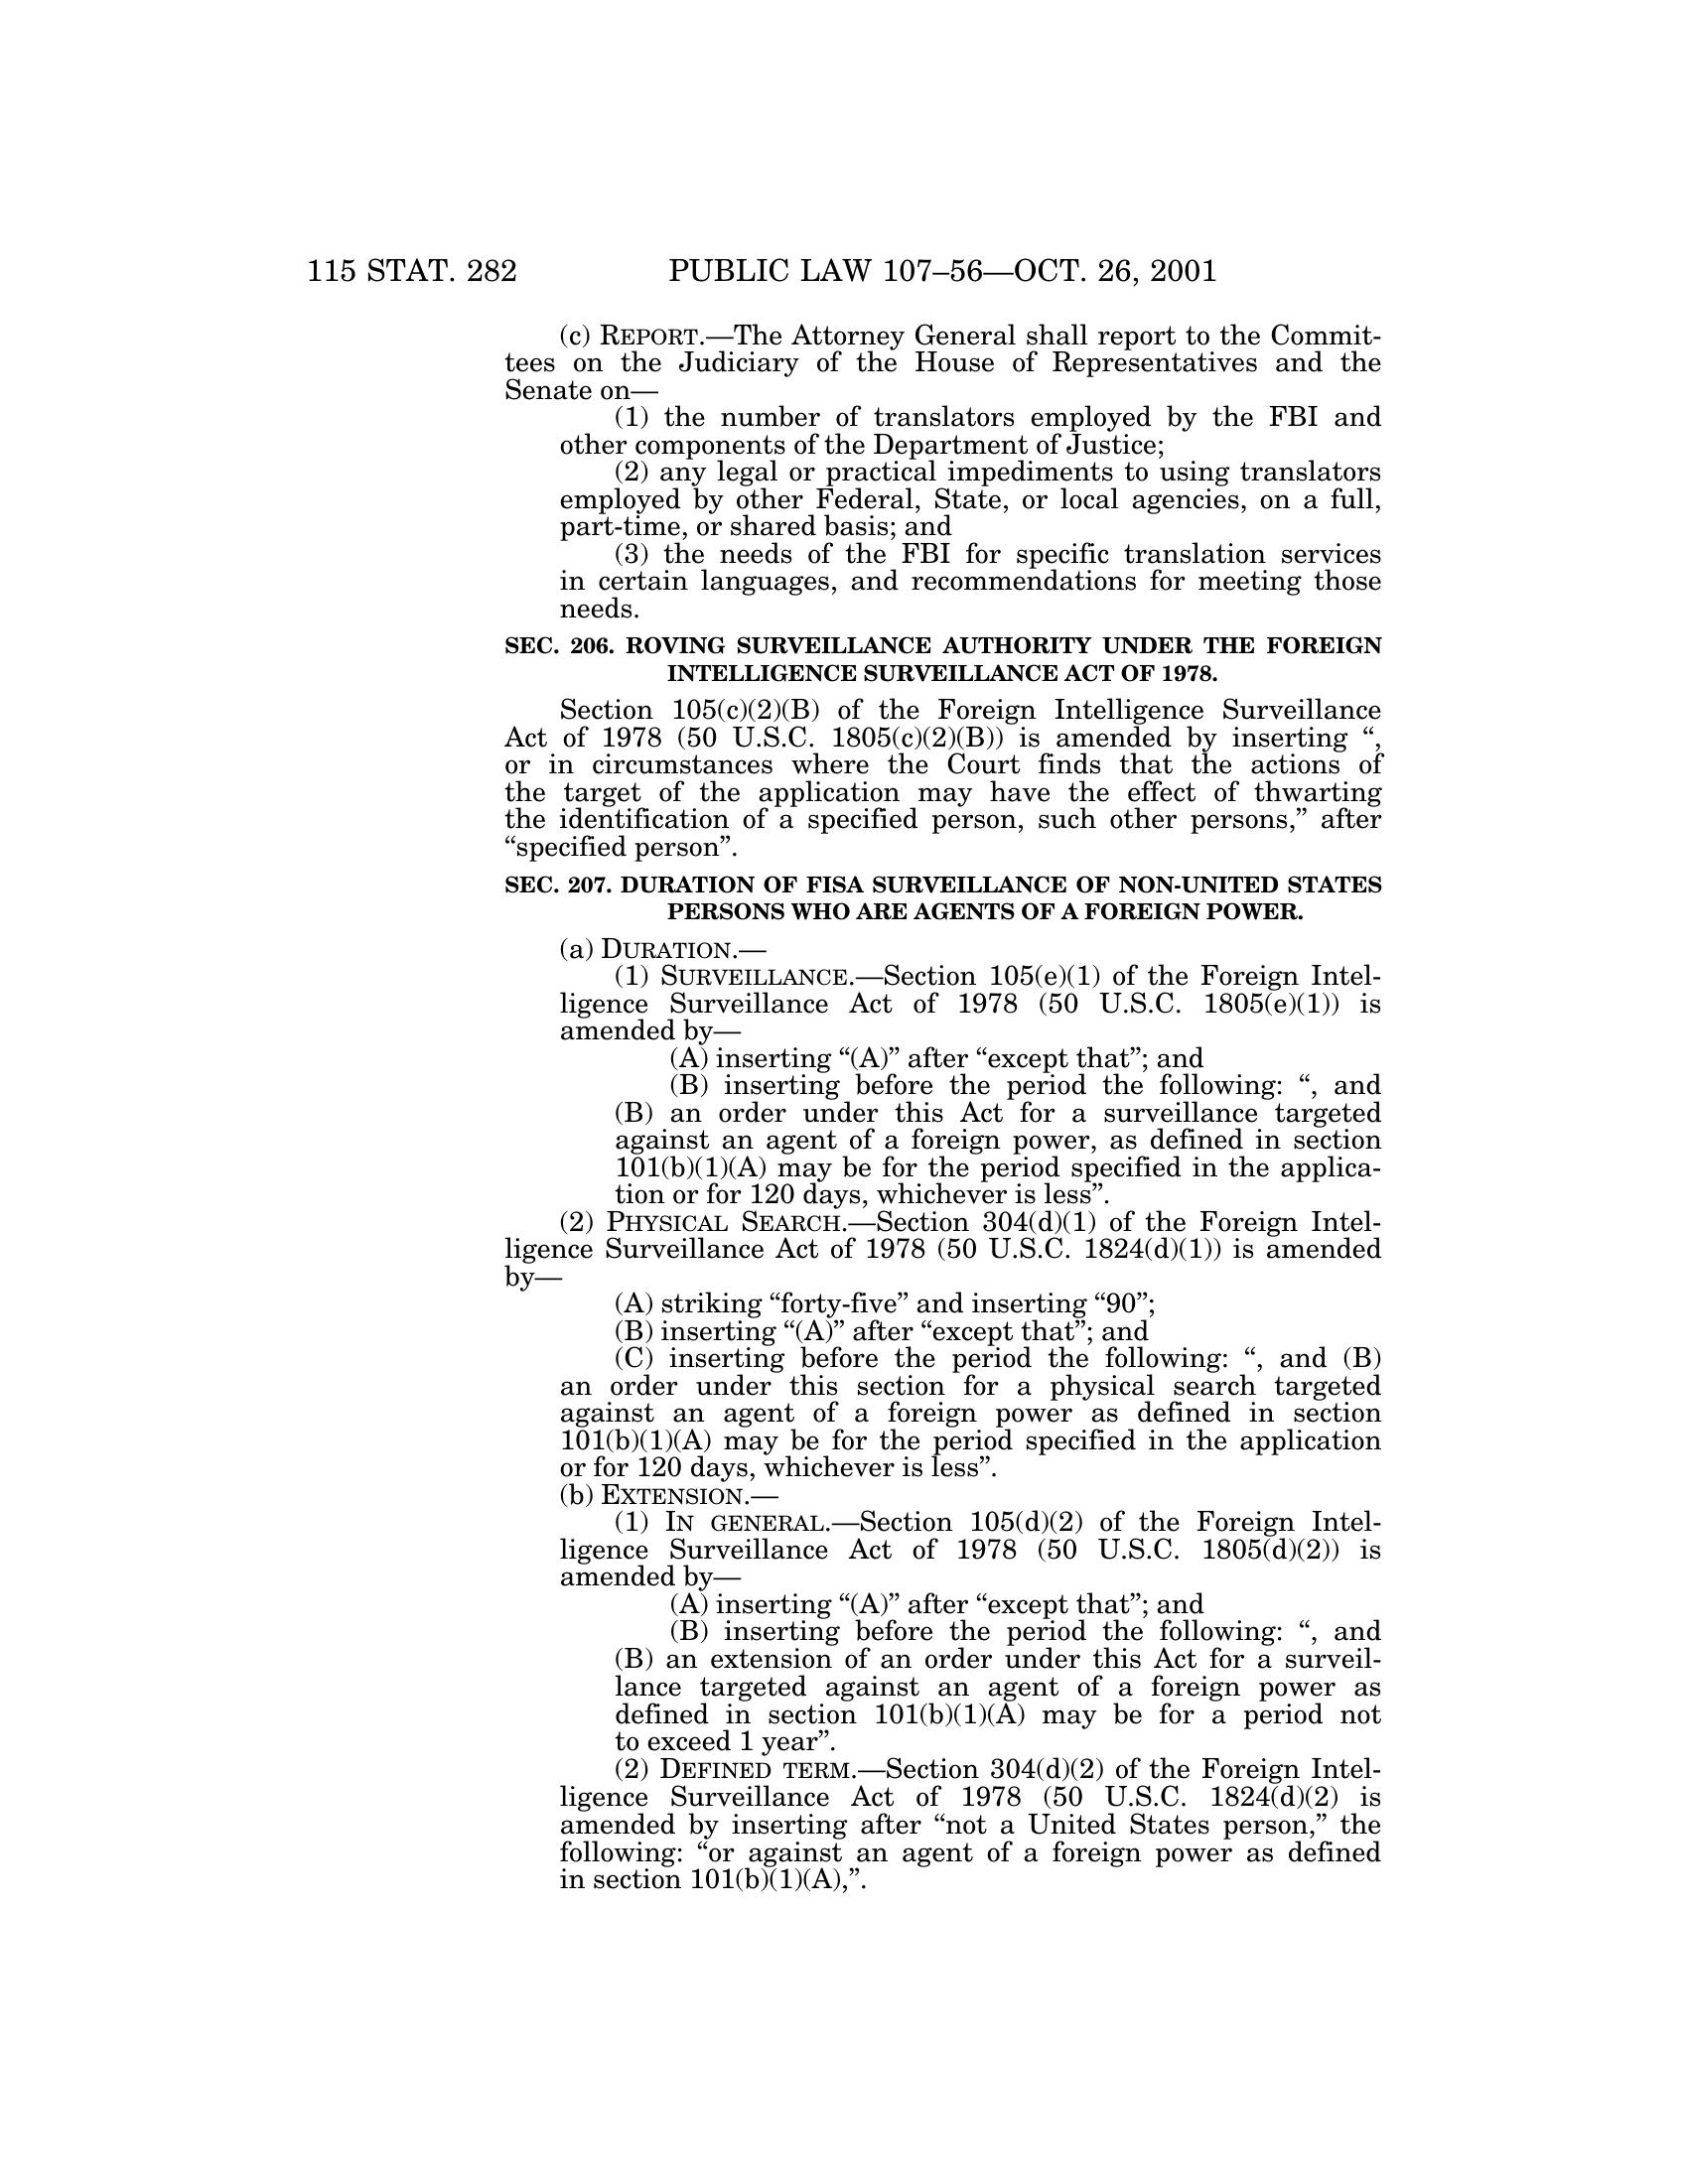 115 STAT. 282 PUBLIC LAW 107–56—OCT. 26, 2001
(c) REPORT.—The Attorney General shall report to the Commit-
tees on the Judiciary of the House of Representatives and the
Senate on—
(1) the number of translators employed by the FBI and
other components of the Department of Justice;
(2) any legal or practical impediments to using translators
employed by other Federal, State, or local agencies, on a full,
part-time, or shared basis; and
(3) the needs of the FBI for specific translation services
in certain languages, and recommendations for meeting those
needs.
SEC. 206. ROVING SURVEILLANCE AUTHORITY UNDER THE FOREIGN
INTELLIGENCE SURVEILLANCE ACT OF 1978.
Section 105(c)(2)(B) of the Foreign Intelligence Surveillance
Act of 1978 (50 U.S.C. 1805(c)(2)(B)) is amended by inserting “,
or in circumstances where the Court finds that the actions of
the target of the application may have the effect of thwarting
the identification of a specified person, such other persons,” after
“specified person”.
SEC. 207. DURATION OF FISA SURVEILLANCE OF NON-UNITED STATES
PERSONS WHO ARE AGENTS OF A FOREIGN POWER.
(a) DURATION.—
(1) SURVEILLANCE.—Section 105(e)(1) of the Foreign Intel-
ligence Surveillance Act of 1978 (50 U.S.C. 1805(e)(1)) is
amended by—
(A) inserting “(A)” after “except that”; and
(B) inserting before the period the following: “, and
(B) an order under this Act for a surveillance targeted
against an agent of a foreign power, as defined in section
101(b)(1)(A) may be for the period specified in the applica-
tion or for 120 days, whichever is less”.
(2) PHYSICAL SEARCH.—Section 304(d)(1) of the Foreign Intel-
ligence Surveillance Act of 1978 (50 U.S.C. 1824(d)(1)) is amended
by—
(A) striking “forty-five” and inserting “90”;
(B) inserting “(A)” after “except that”; and
(C) inserting before the period the following: “, and (B)
an order under this section for a physical search targeted
against an agent of a foreign power as defined in section
101(b)(1)(A) may be for the period specified in the application
or for 120 days, whichever is less”.
(b) EXTENSION.—
(1) IN GENERAL.—Section 105(d)(2) of the Foreign Intel-
ligence Surveillance Act of 1978 (50 U.S.C. 1805(d)(2)) is
amended by—
(A) inserting “(A)” after “except that”; and
(B) inserting before the period the following: “, and
(B) an extension of an order under this Act for a surveil-
lance targeted against an agent of a foreign power as
defined in section 101(b)(1)(A) may be for a period not
to exceed 1 year”.
(2) DEFINED TERM.—Section 304(d)(2) of the Foreign Intel-
ligence Surveillance Act of 1978 (50 U.S.C. 1824(d)(2) is
amended by inserting after “not a United States person,” the
following: “or against an agent of a foreign power as defined
in section 101(b)(1)(A),”.